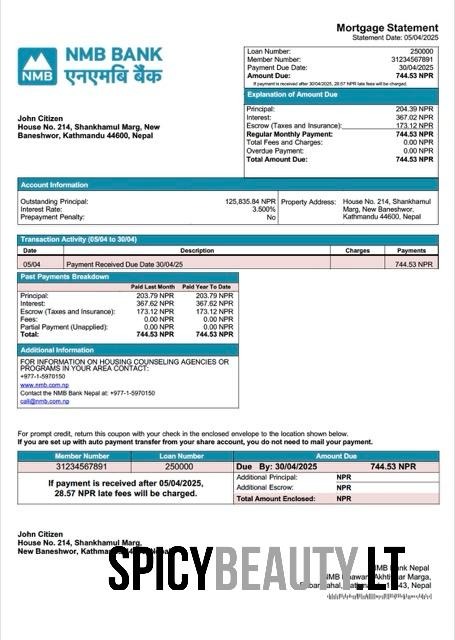 Mortgage Statement
Statement Date: 05/04/2025
NMB
NMB BANK
एनएमबि बैंक
Loan Number: 250000
Member Number: 31234567891
Payment Due Date: 30/04/2025
Amount Due: 744.53 NPR
If payment is received after 30/04/2025, 28.57 NPR late fees will be charged.
Explanation of Amount Due
Principal: 204.39 NPR
Interest: 367.02 NPR
Escrow (Taxes and Insurance): 173.12 NPR
Regular Monthly Payment: 744.53 NPR
Total Fees and Charges: 0.00 NPR
Overdue Payment: 0.00 NPR
Total Amount Due: 744.53 NPR
John Citizen
House No. 214, Shankhamul Marg, New
Baneshwor, Kathmandu 44600, Nepal
Account Information
Outstanding Principal: 125,835.84 NPR
Interest Rate: 3.500%
Prepayment Penalty: No
Property Address: House No. 214, Shankhamul
Marg, New Baneshwor,
Kathmandu 44600, Nepal
Transaction Activity (05/04 to 30/04)
Date Description Charges Payments
05/04 Payment Received Due Date 30/04/25 744.53 NPR
Past Payments Breakdown
Paid Last Month Paid Year To Date
Principal: 203.79 NPR 203.79 NPR
Interest: 367.62 NPR 367.62 NPR
Escrow (Taxes and Insurance): 173.12 NPR 173.12 NPR
Fees: 0.00 NPR 0.00 NPR
Partial Payment (Unapplied): 0.00 NPR 0.00 NPR
Total: 744.53 NPR 744.53 NPR
Additional Information
FOR INFORMATION ON HOUSING COUNSELING AGENCIES OR
PROGRAMS IN YOUR AREA CONTACT:
+977-1-5970150
www.nmb.com.np
Contact the NMB Bank Nepal at: +977-1-5970150
call@nmb.com.np
For prompt credit, return this coupon with your check in the enclosed envelope to the location shown below.
If you are set up with auto payment transfer from your share account, you do not need to mail your payment.
Member Number Loan Number Amount Due
31234567891 250000 Due By: 30/04/2025 744.53 NPR
If payment is received after 05/04/2025,
28.57 NPR late fees will be charged.
Additional Principal: NPR
Additional Escrow: NPR
Total Amount Enclosed: NPR
John Citizen
House No. 214, Shankhamul Marg,
New Baneshwor,
SPICYBEAUTY.LT
Nepal
Marga,
Nepal